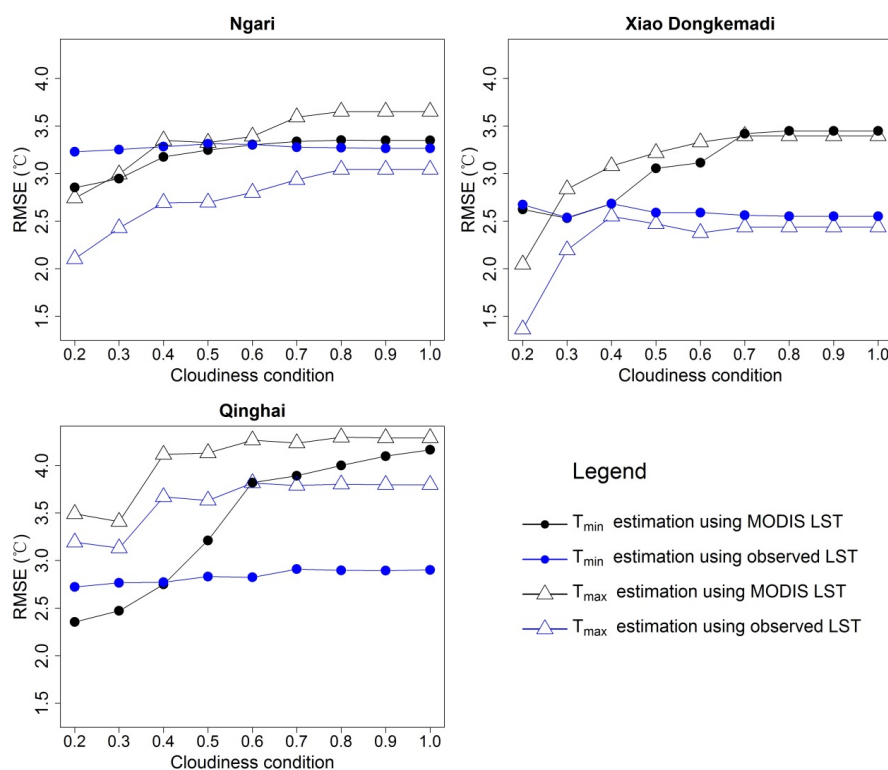 Ngari
RMSE (℃)
4.0
3.5
3.0
2.5
2.0
1.5
0.2 0.3 0.4 0.5 0.6 0.7 0.8 0.9 1.0
Cloudiness condition
Xiao Dongkemadi
RMSE (℃)
4.0
3.5
3.0
2.5
2.0
1.5
0.2 0.3 0.4 0.5 0.6 0.7 0.8 0.9 1.0
Cloudiness condition
Qinghai
RMSE (℃)
4.0
3.5
3.0
2.5
2.0
1.5
0.2 0.3 0.4 0.5 0.6 0.7 0.8 0.9 1.0
Cloudiness condition
Legend
Tmin estimation using MODIS LST
Tmin estimation using observed LST
Tmax estimation using MODIS LST
Tmax estimation using observed LST